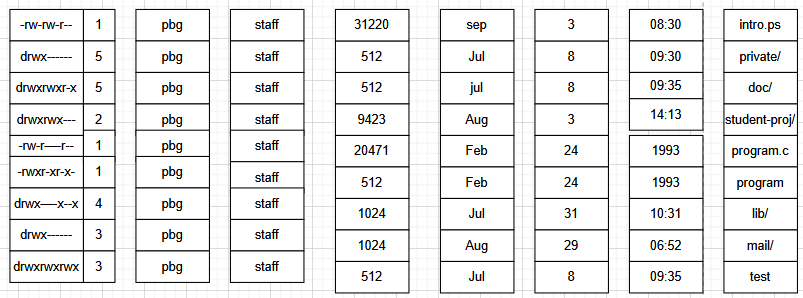 -rw-rw-r-- 1 pbg staff 31220 sep 3 08:30 intro.ps
drwx------ 5 pbg staff 512 Jul 8 09:30 private/
drwxrwxr-x 5 pbg staff 512 jul 8 09:35 doc/
drwxrwx--- 2 pbg staff 9423 Aug 3 14:13 student-proj/
-rw-r—-r-- 1 pbg staff 20471 Feb 24 1993 program.c
-rwxr-xr-x- 1 pbg staff 512 Feb 24 1993 program
drwx—--x--x 4 pbg staff 1024 Jul 31 10:31 lib/
drwx------ 3 pbg staff 1024 Aug 29 06:52 mail/
drwxrwxrwx 3 pbg staff 512 Jul 8 09:35 test